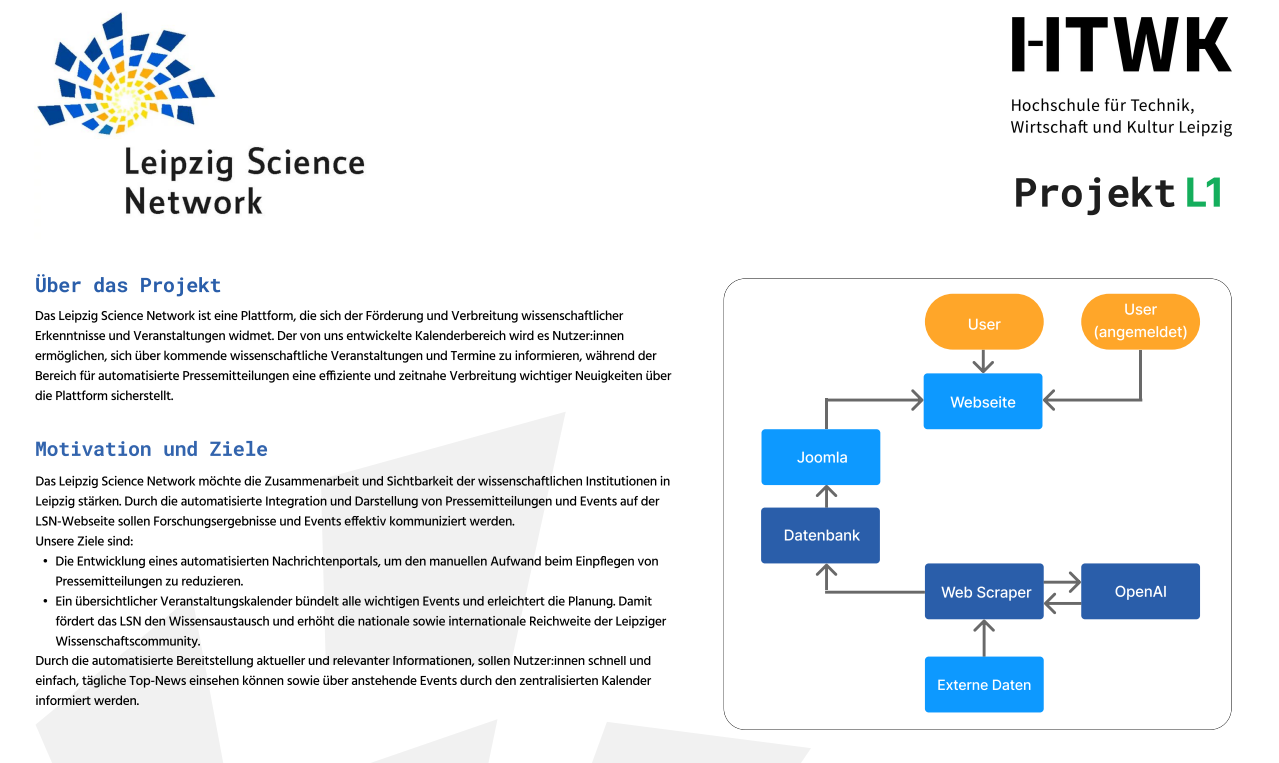 Leipzig Science
Network
HTWK
Hochschule für Technik,
Wirtschaft und Kultur Leipzig
Projekt L1
Über das Projekt
Das Leipzig Science Network ist eine Plattform, die sich der Förderung und Verbreitung wissenschaftlicher
Erkenntnisse und Veranstaltungen widmet. Der von uns entwickelte Kalenderbereich wird es Nutzer:innen
ermöglichen, sich über kommende wissenschaftliche Veranstaltungen und Termine zu informieren, während der
Bereich für automatisierte Pressemitteilungen eine effiziente und zeitnahe Verbreitung wichtiger Neuigkeiten über
die Plattform sicherstellt.
Motivation und Ziele
Das Leipzig Science Network möchte die Zusammenarbeit und Sichtbarkeit der wissenschaftlichen Institutionen in
Leipzig stärken. Durch die automatisierte Integration und Darstellung von Pressemitteilungen und Events auf der
LSN-Webseite sollen Forschungsergebnisse und Events effektiv kommuniziert werden.
Unsere Ziele sind:
• Die Entwicklung eines automatisierten Nachrichtenportals, um den manuellen Aufwand beim Einpflegen von
Pressemitteilungen zu reduzieren.
• Ein übersichtlicher Veranstaltungskalender bündelt alle wichtigen Events und erleichtert die Planung. Damit
fördert das LSN den Wissensaustausch und erhöht die nationale sowie internationale Reichweite der Leipziger
Wissenschaftscommunity.
Durch die automatisierte Bereitstellung aktueller und relevanter Informationen, sollen Nutzer:innen schnell und
einfach, tägliche Top-News einsehen können sowie über anstehende Events durch den zentralisierten Kalender
informiert werden.
User
User
(angemeldet)
Webseite
Joomla
Datenbank
Web Scraper
OpenAI
Externe Daten